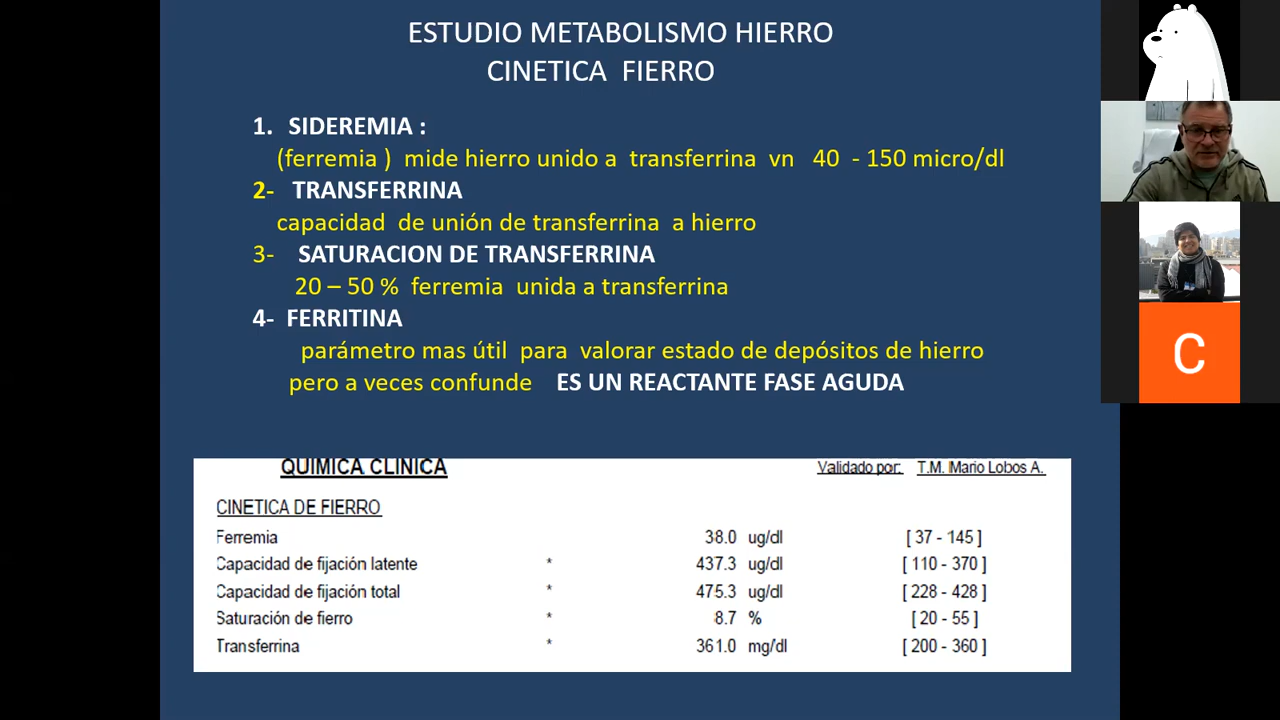 ESTUDIO METABOLISMO HIERRO
CINETICA FIERRO
1. SIDEREMIA :
(ferremia ) mide hierro unido a transferrina vn 40 - 150 micro/dl
2- TRANSFERRINA
capacidad de unión de transferrina a hierro
3- SATURACION DE TRANSFERRINA
20 – 50 % ferremia unida a transferrina
4- FERRITINA
parámetro mas útil para valorar estado de depósitos de hierro
pero a veces confunde ES UN REACTANTE FASE AGUDA
QUIMICA CLINICA Validado por: T.M. Mario Lobos A.
CINETICA DE FIERRO
Ferremia 38.0 ug/dl [ 37 - 145 ]
Capacidad de fijación latente * 437.3 ug/dl [ 110 - 370 ]
Capacidad de fijación total * 475.3 ug/dl [ 228 - 428 ]
Saturación de fierro * 8.7 % [ 20 - 55 ]
Transferrina * 361.0 mg/dl [ 200 - 360 ]
C